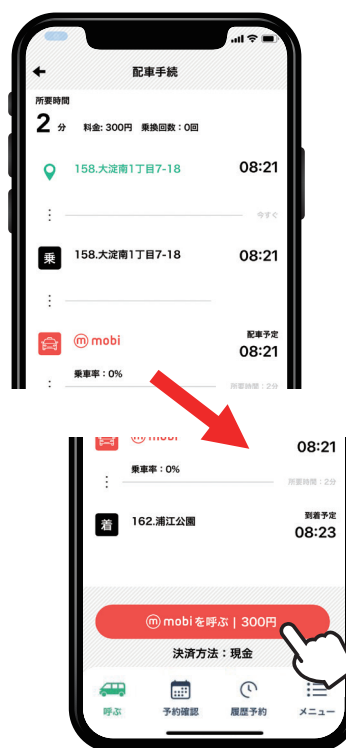 配車手続
所要時間
2 分 料金: 300円 乗換回数：0回
158.大淀南1丁目7-18 08:21
今すぐ
乗 158.大淀南1丁目7-18 08:21
mobi 配車予定
08:21
乗車率：0%
所要時間：2分
mobi 08:21
乗車率：0%
所要時間：2分
着 162.浦江公園 到着予定
08:23
mobiを呼ぶ | 300円
決済方法：現金
呼ぶ 予約確認 履歴予約 メニュー